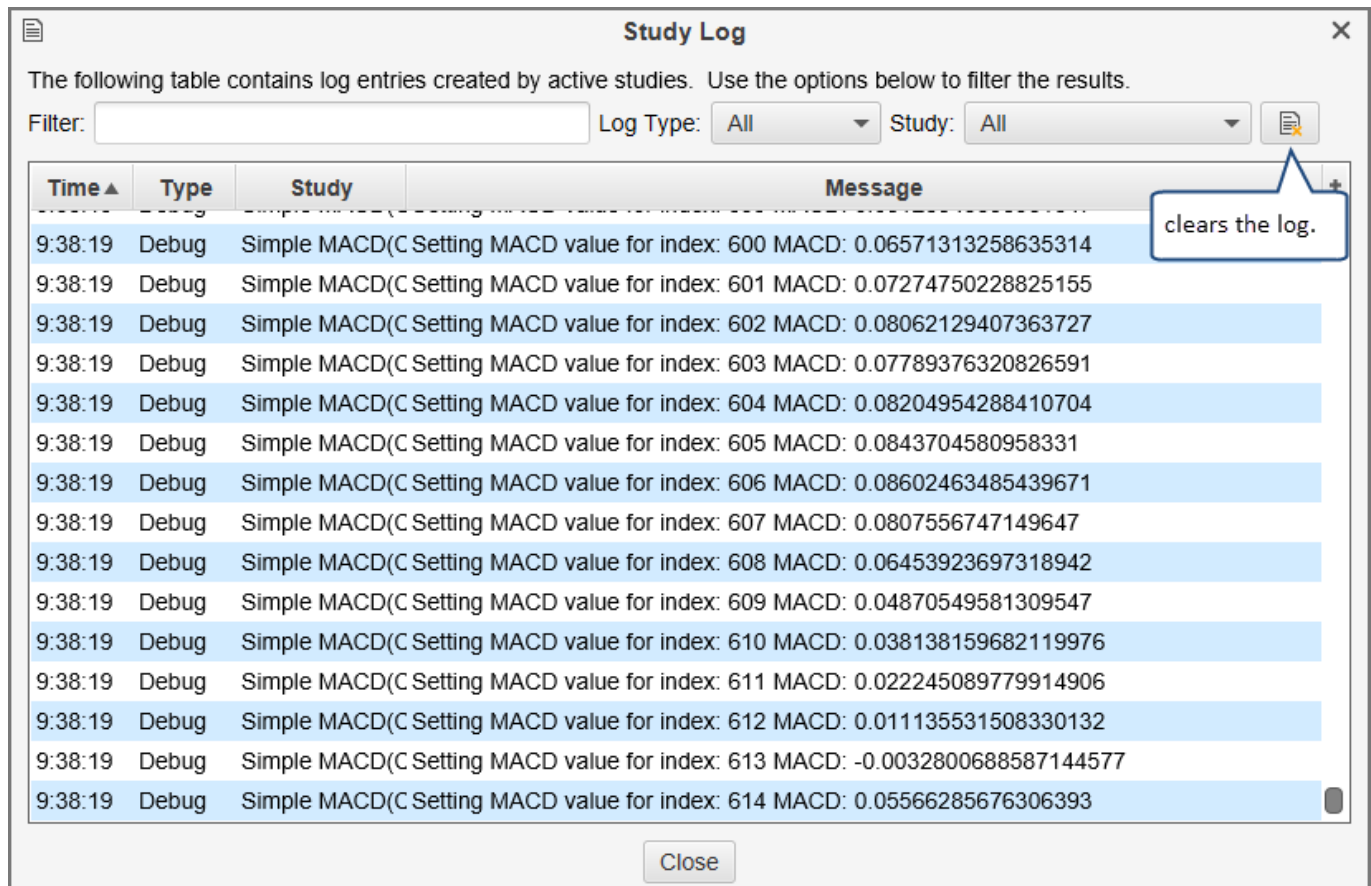 Study Log
The following table contains log entries created by active studies. Use the options below to filter the results.
Filter: Log Type: All Study: All
Time Type Study Message
clears the log.
9:38:19 Debug Simple MACD(C Setting MACD value for index: 600 MACD: 0.06571313258635314
9:38:19 Debug Simple MACD(C Setting MACD value for index: 601 MACD: 0.07274750228825155
9:38:19 Debug Simple MACD(C Setting MACD value for index: 602 MACD: 0.08062129407363727
9:38:19 Debug Simple MACD(C Setting MACD value for index: 603 MACD: 0.07789376320826591
9:38:19 Debug Simple MACD(C Setting MACD value for index: 604 MACD: 0.08204954288410704
9:38:19 Debug Simple MACD(C Setting MACD value for index: 605 MACD: 0.0843704580958331
9:38:19 Debug Simple MACD(C Setting MACD value for index: 606 MACD: 0.08602463485439671
9:38:19 Debug Simple MACD(C Setting MACD value for index: 607 MACD: 0.0807556747149647
9:38:19 Debug Simple MACD(C Setting MACD value for index: 608 MACD: 0.06453923697318942
9:38:19 Debug Simple MACD(C Setting MACD value for index: 609 MACD: 0.04870549581309547
9:38:19 Debug Simple MACD(C Setting MACD value for index: 610 MACD: 0.038138159682119976
9:38:19 Debug Simple MACD(C Setting MACD value for index: 611 MACD: 0.022245089779914906
9:38:19 Debug Simple MACD(C Setting MACD value for index: 612 MACD: 0.011135531508330132
9:38:19 Debug Simple MACD(C Setting MACD value for index: 613 MACD: -0.0032800688587144577
9:38:19 Debug Simple MACD(C Setting MACD value for index: 614 MACD: 0.05566285676306393
Close